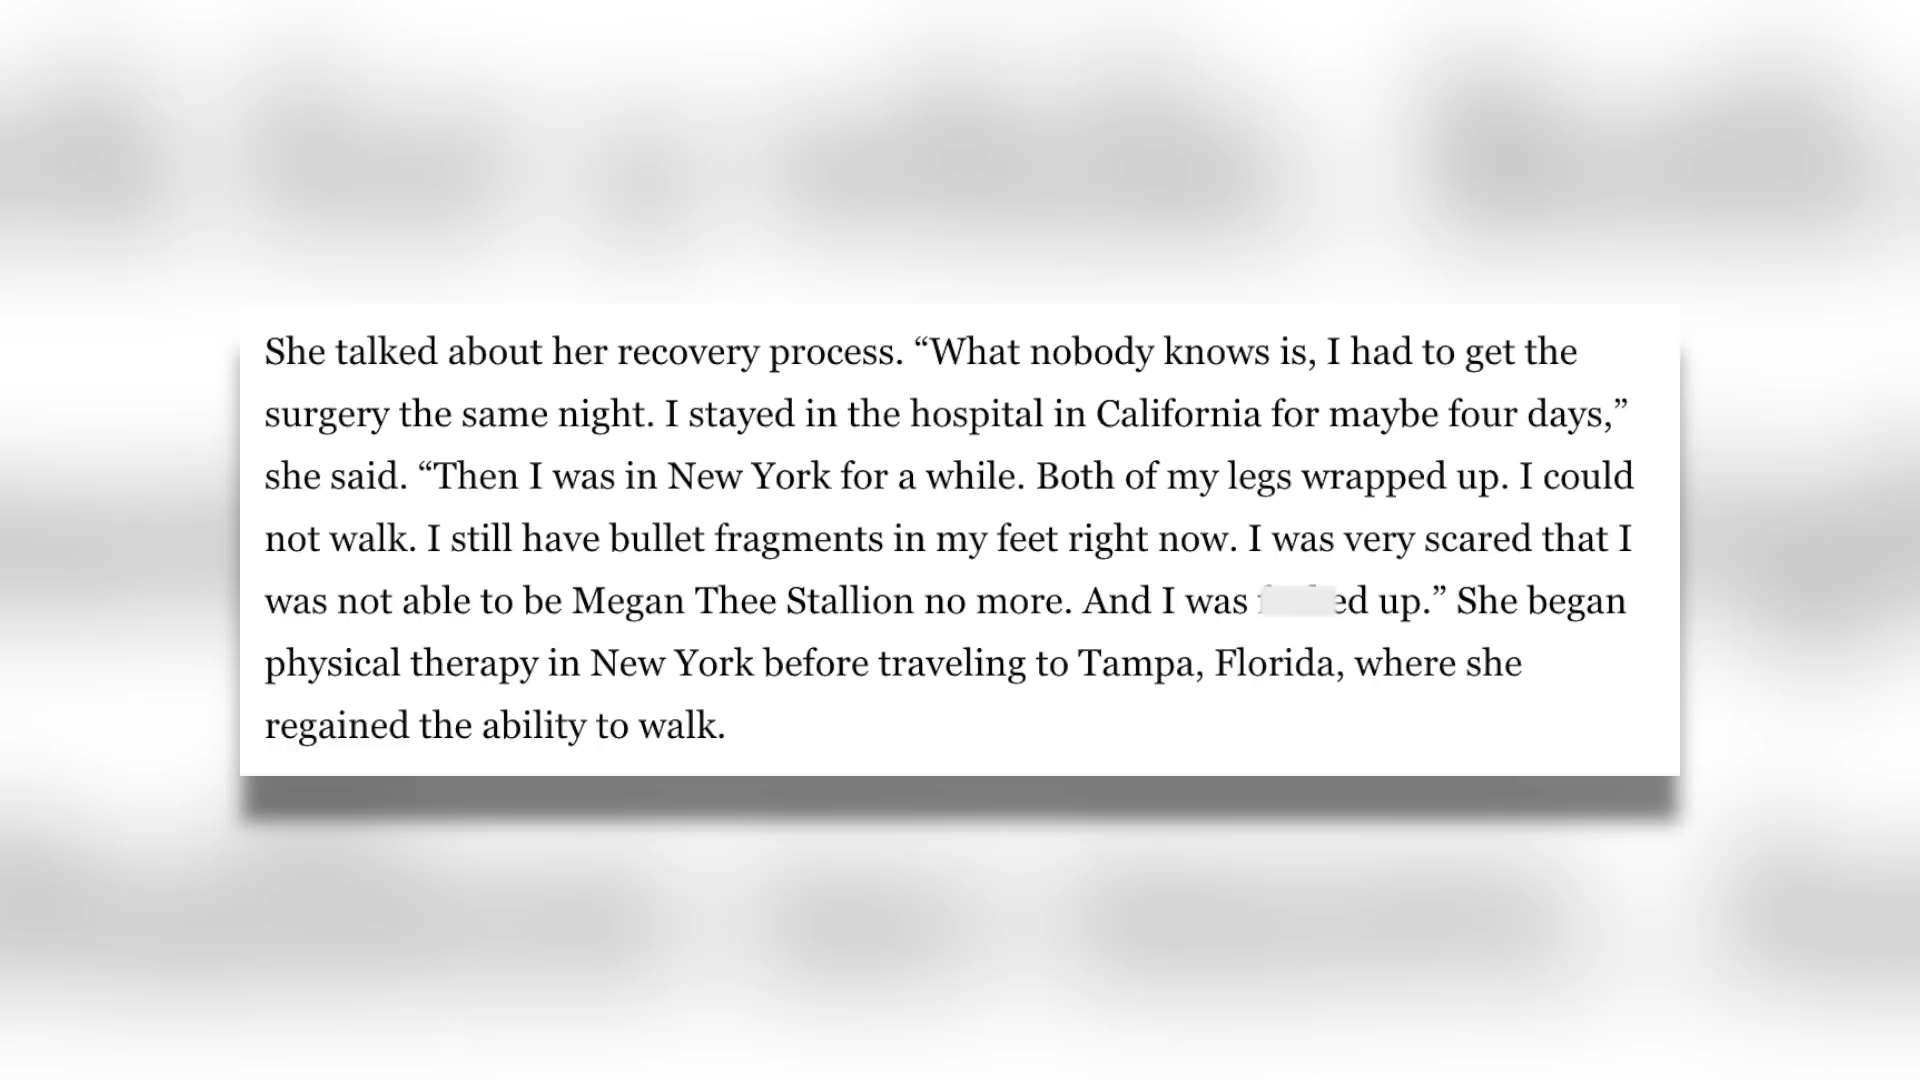 She talked about her recovery process. “What nobody knows is, I had to get the
surgery the same night. I stayed in the hospital in California for maybe four days,”
she said. “Then I was in New York for a while. Both of my legs wrapped up. I could
not walk. I still have bullet fragments in my feet right now. I was very scared that I
was not able to be Megan Thee Stallion no more. And I was ed up.” She began
physical therapy in New York before traveling to Tampa, Florida, where she
regained the ability to walk.